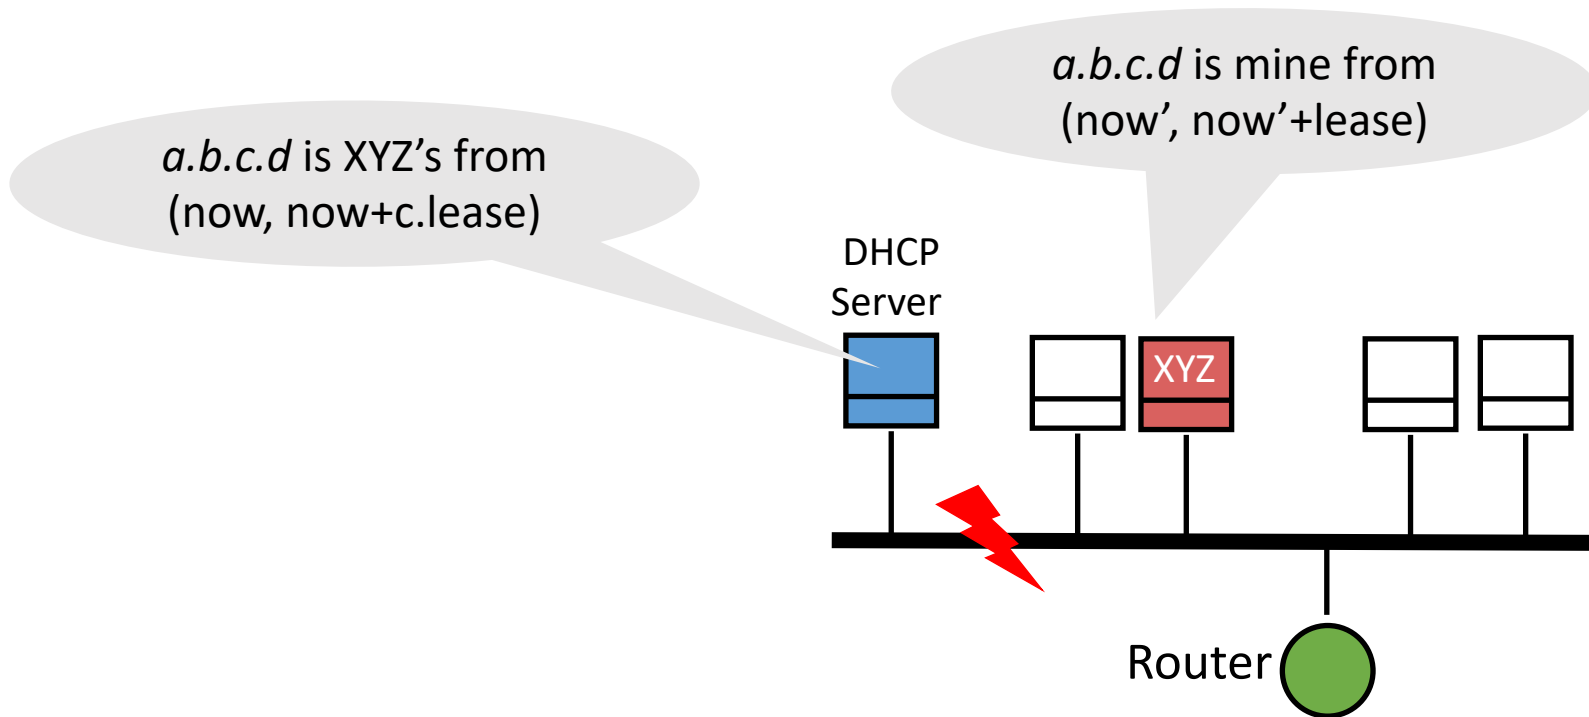 a.b.c.d is mine from
(now’, now’+lease)
a.b.c.d is XYZ’s from
(now, now+c.lease)
DHCP
Server
XYZ
Router